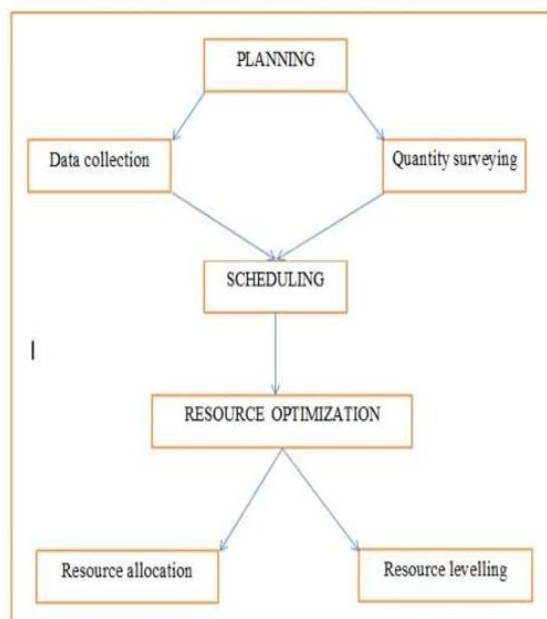 PLANNING
Data collection
Quantity surveying
SCHEDULING
RESOURCE OPTIMIZATION
Resource allocation
Resource levelling